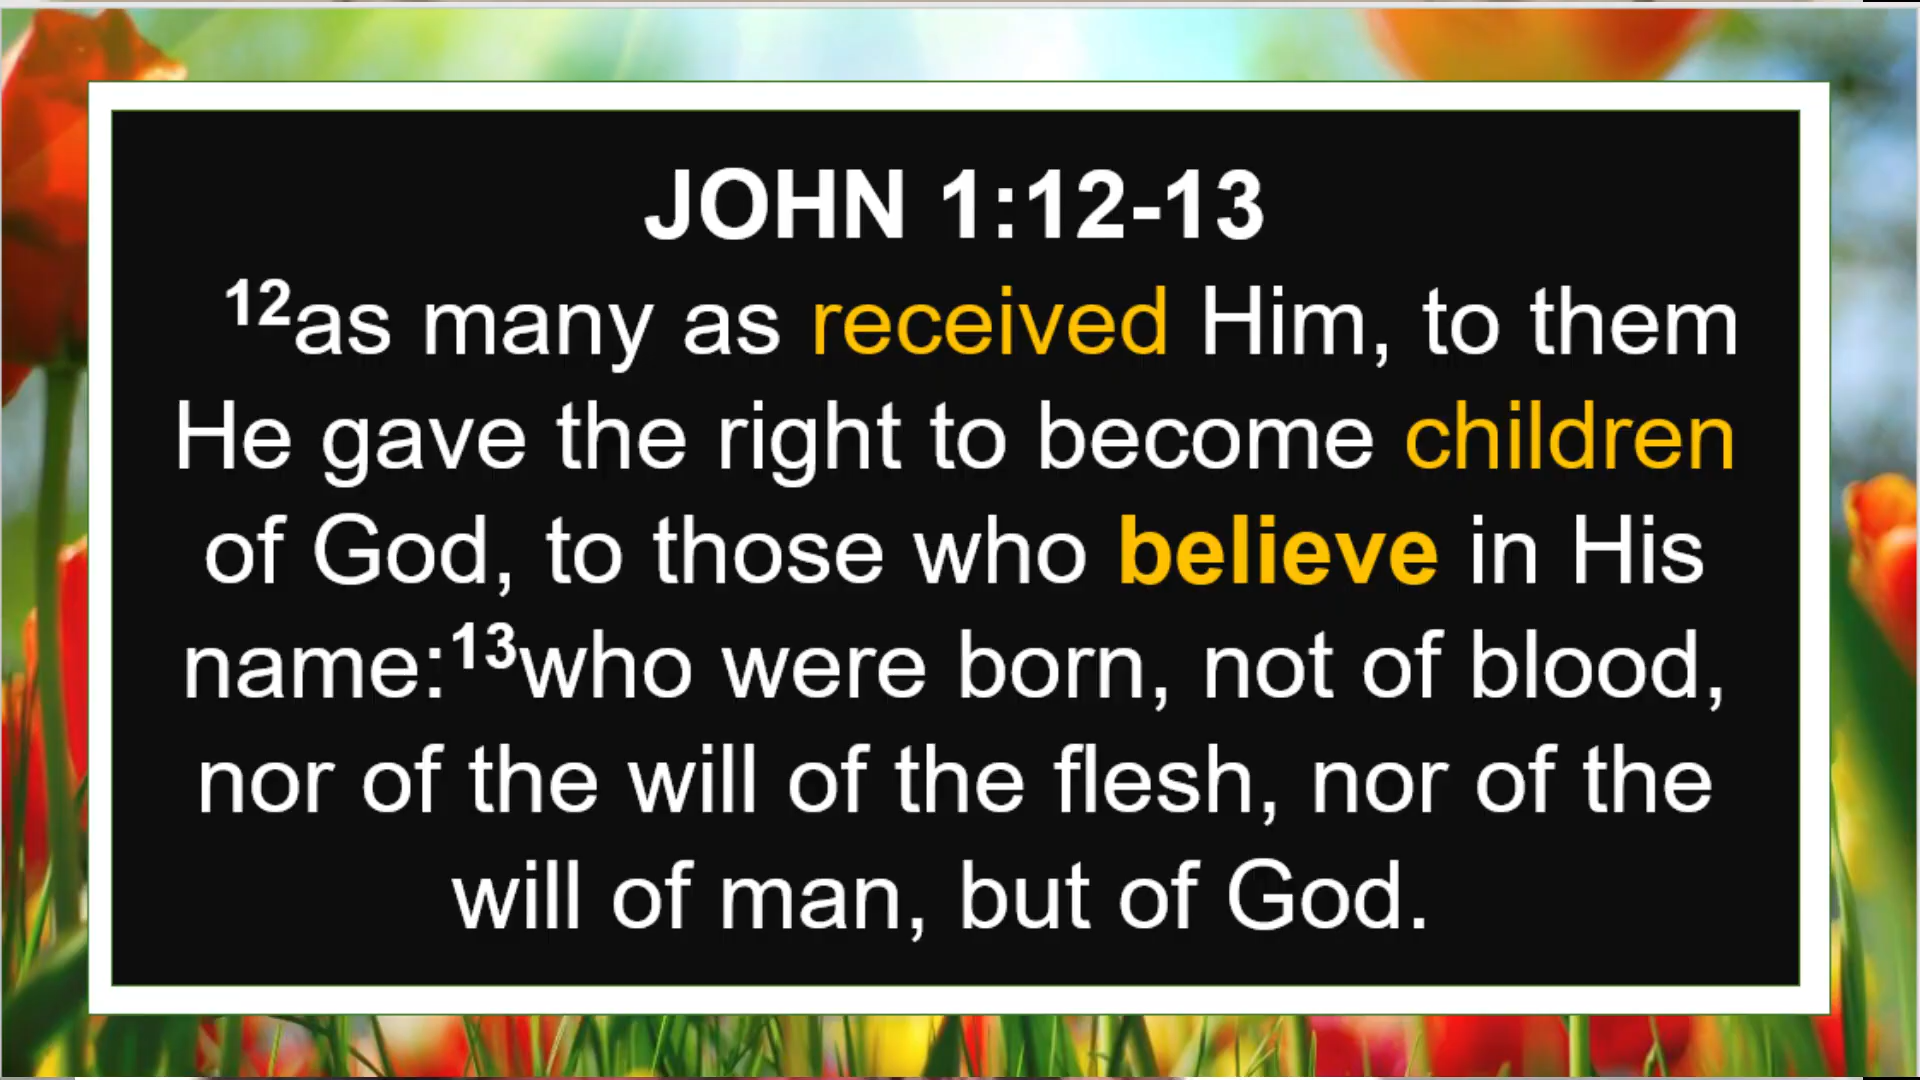 JOHN 1:12-13
12as many as received Him, to them
He gave the right to become children
of God, to those who believe in His
name:13who were born, not of blood,
nor of the will of the flesh, nor of the
will of man, but of God.